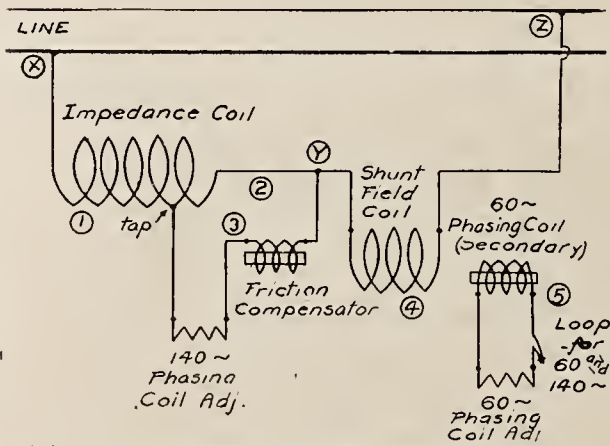 LINE
Z
X
Impedance Coil
Y
Shunt
Field
Coil
1
tap
2
3
Friction
Compensator
4
60~
Phasing Coil
(Secondary)
5
Loop
for
60 and
140~
140~
Phasing
Coil Adj.
60~
Phasing
Coil Adj